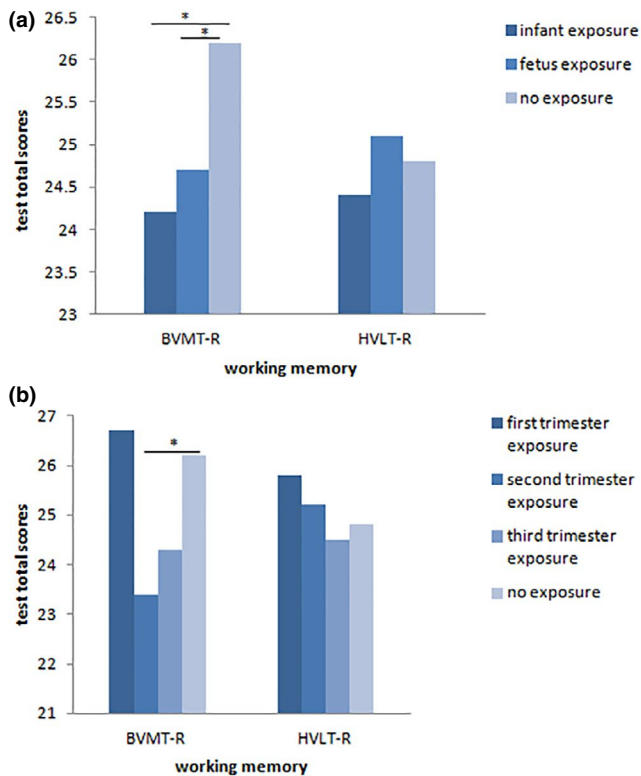 (a)
26.5
26
25.5
25
24.5
24
23.5
23
test total scores
*
*
BVMT-R
HVLT-R
working memory
infant exposure
fetus exposure
no exposure
(b)
27
26
25
24
23
22
21
test total scores
*
BVMT-R
HVLT-R
working memory
first trimester
exposure
second trimester
exposure
third trimester
exposure
no exposure